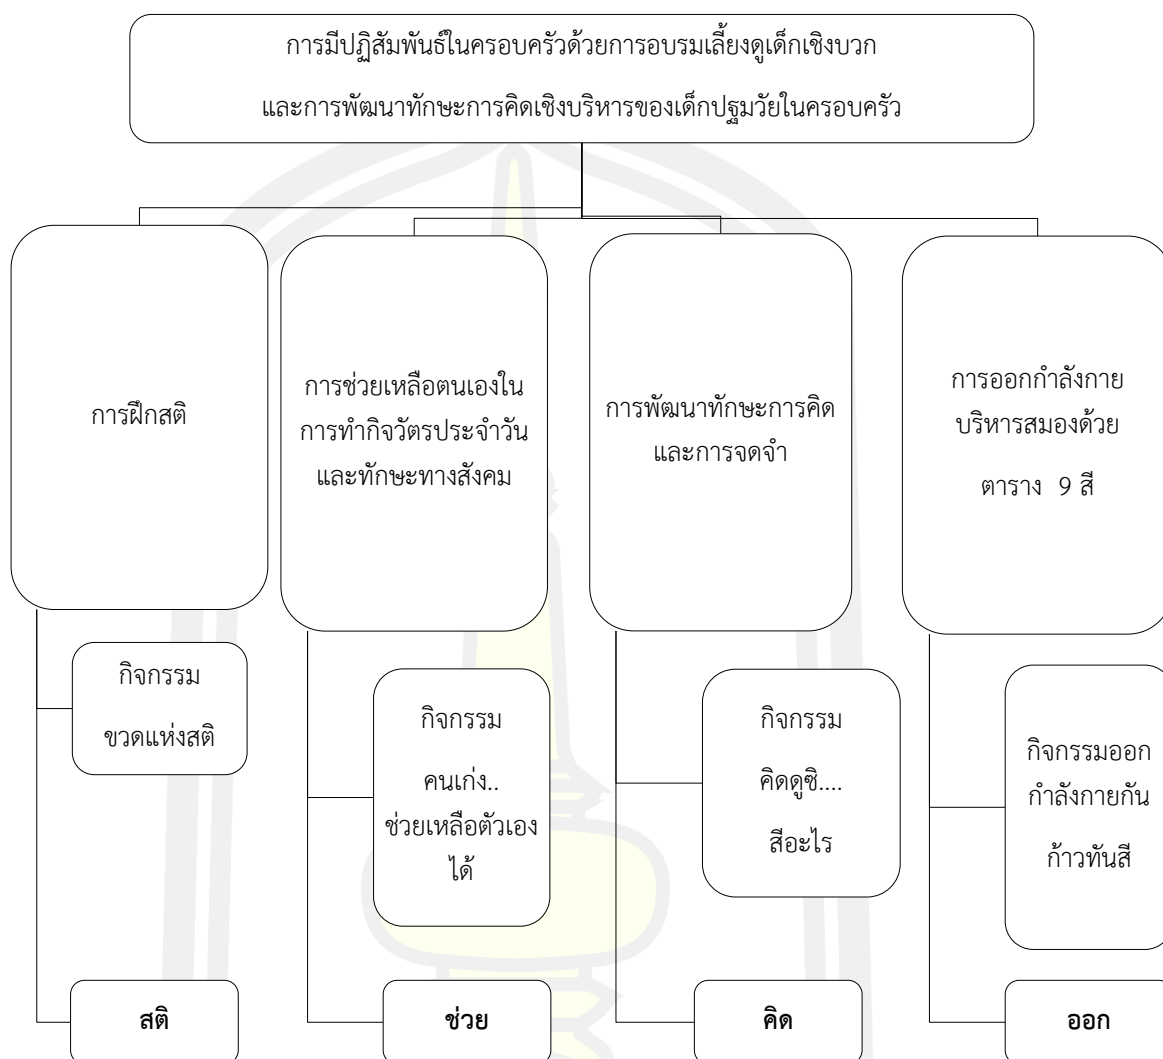 การมีปฏิสัมพันธ์ในครอบครัวด้วยการอบรมเลี้ยงดูเด็กเชิงบวก
และการพัฒนาทักษะการคิดเชิงบริหารของเด็กปฐมวัยในครอบครัว
การฝึกสติ
การช่วยเหลือตนเองใน
การทำกิจวัตรประจำวัน
และทักษะทางสังคม
การพัฒนาทักษะการคิด
และการจดจำ
การออกกำลังกาย
บริหารสมองด้วย
ตาราง 9 สี
กิจกรรม
ขวดแห่งสติ
กิจกรรม
คนเก่ง..
ช่วยเหลือตัวเอง
ได้
กิจกรรม
คิดดูซิ....
สีอะไร
กิจกรรมออก
กำลังกายกัน
ก้าวทันสี
สติ
ช่วย
คิด
ออก